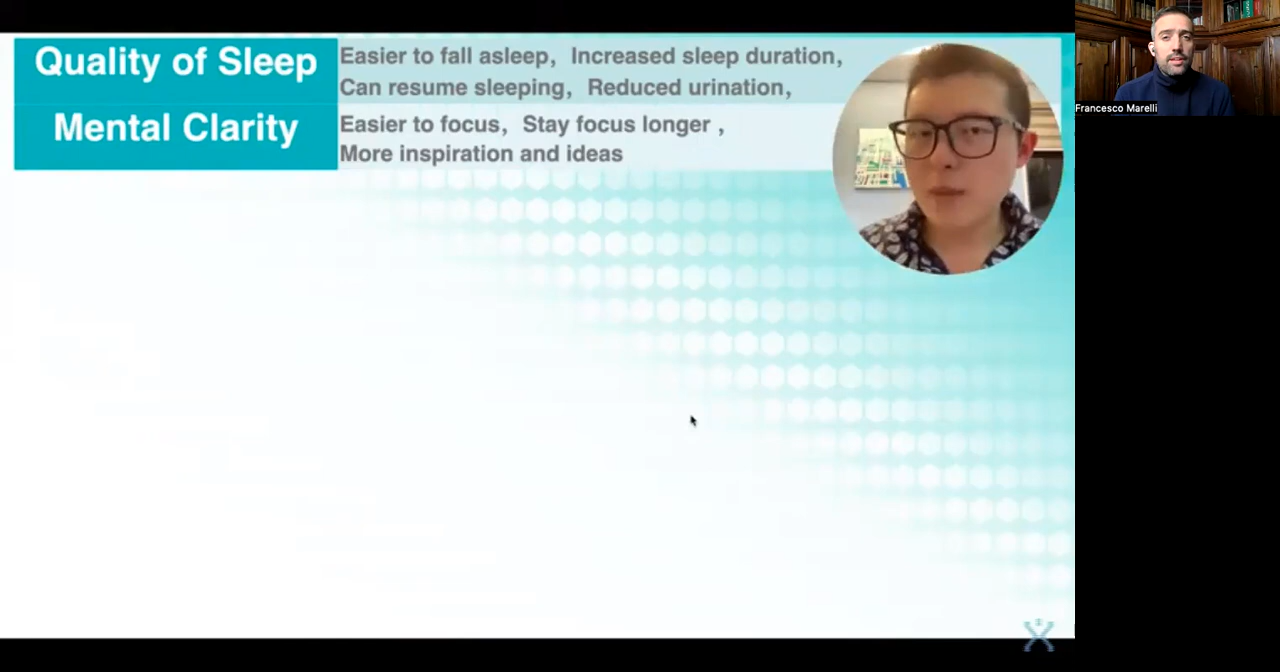 Quality of Sleep
Easier to fall asleep, Increased sleep duration,
Can resume sleeping, Reduced urination,
Mental Clarity
Easier to focus, Stay focus longer ,
More inspiration and ideas
Francesco Marelli